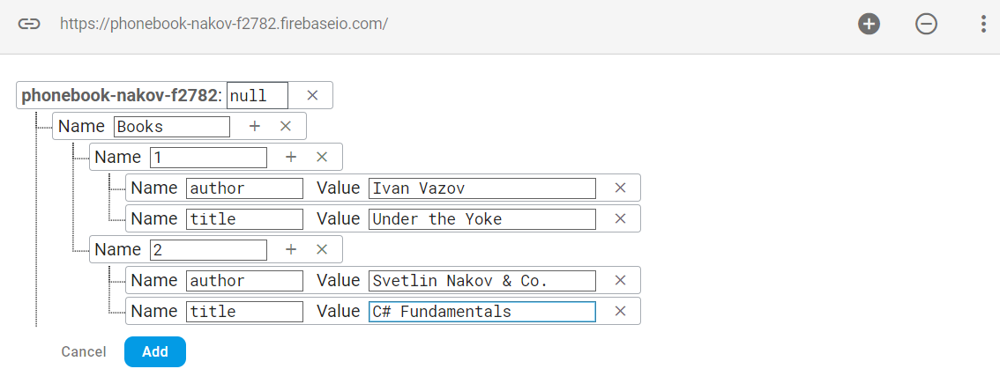 https://phonebook-nakov-f2782.firebaseio.com/
phonebook-nakov-f2782: null
Name Books
Name 1
Name author Value Ivan Vazov
Name title Value Under the Yoke
Name 2
Name author Value Svetlin Nakov & Co.
Name title Value C# Fundamentals
Cancel Add